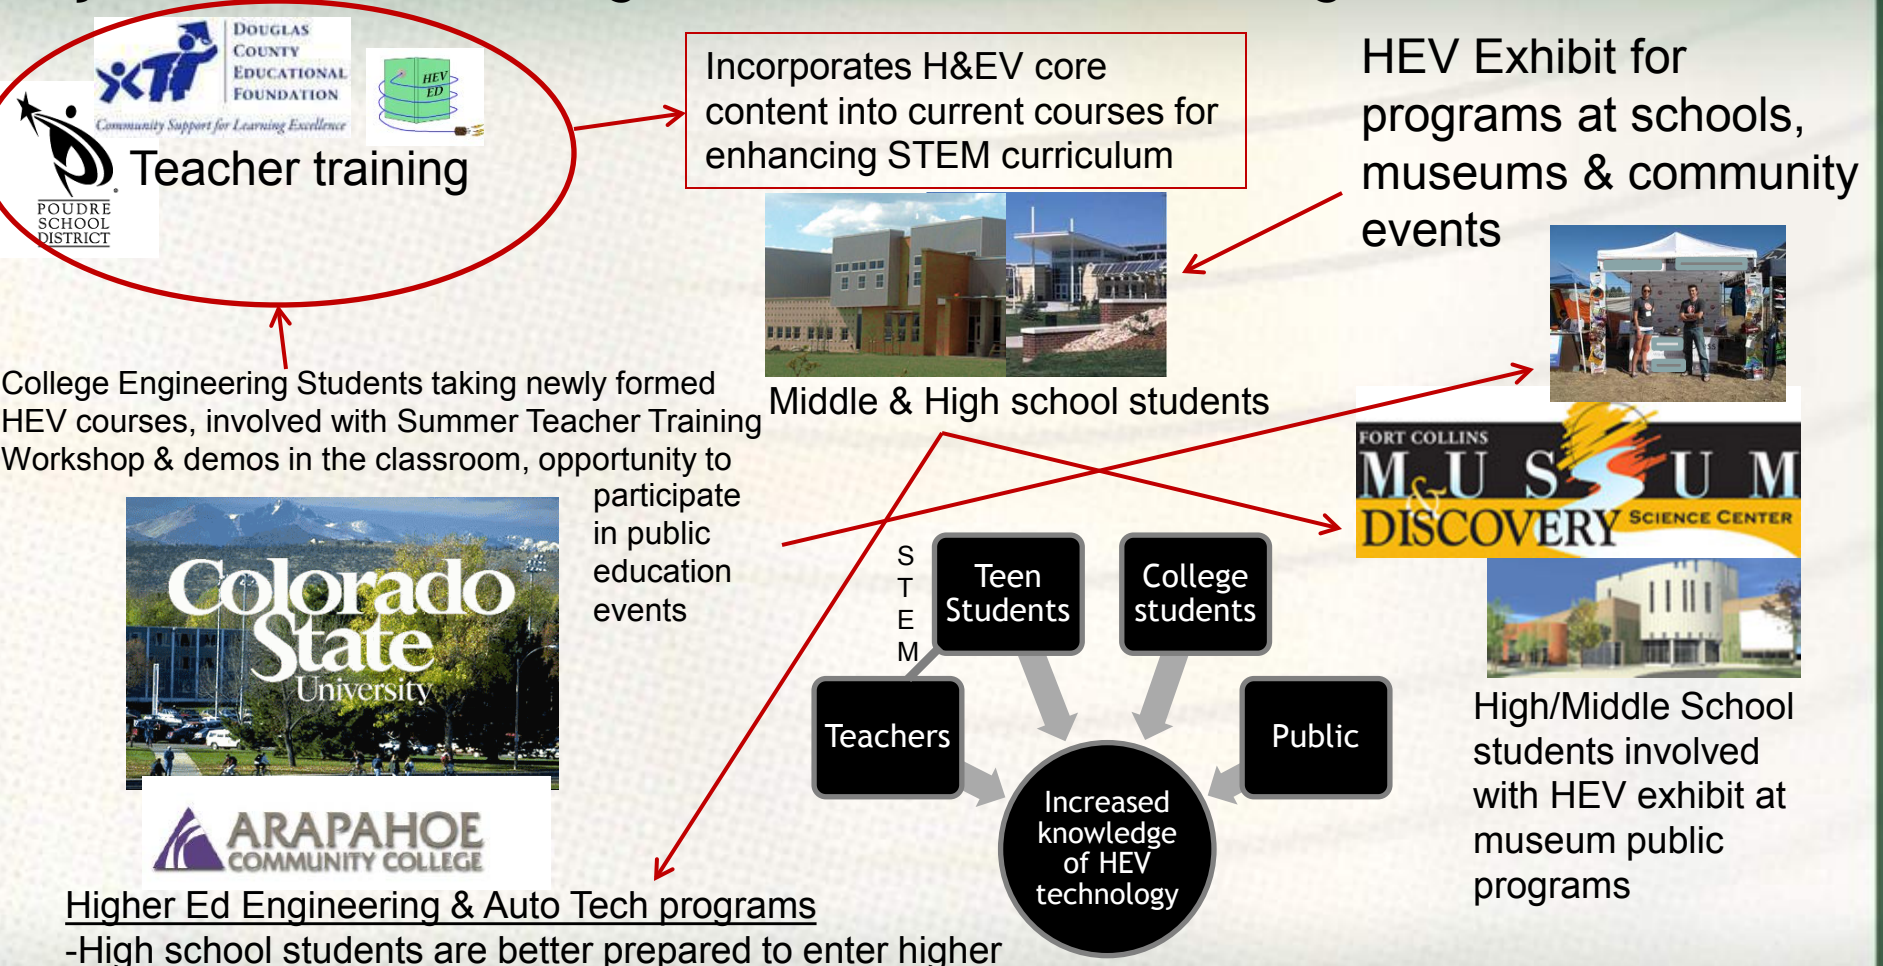 DOUGLAS
COUNTY
EDUCATIONAL
FOUNDATION
Community Support for Learning Excellence
HEV
ED
Teacher training
POUDRE
SCHOOL
DISTRICT
Incorporates H&EV core
content into current courses for
enhancing STEM curriculum
HEV Exhibit for
programs at schools,
museums & community
events
College Engineering Students taking newly formed
HEV courses, involved with Summer Teacher Training
Workshop & demos in the classroom, opportunity to
participate
in public
education
events
Middle & High school students
FORT COLLINS
MUSEUM
& DISCOVERY SCIENCE CENTER
Colorado
State
University
ARAPAHOE
COMMUNITY COLLEGE
S
T
E
M
Teen
Students
College
students
Teachers
Public
Increased
knowledge
of HEV
technology
High/Middle School
students involved
with HEV exhibit at
museum public
programs
Higher Ed Engineering & Auto Tech programs
-High school students are better prepared to enter higher